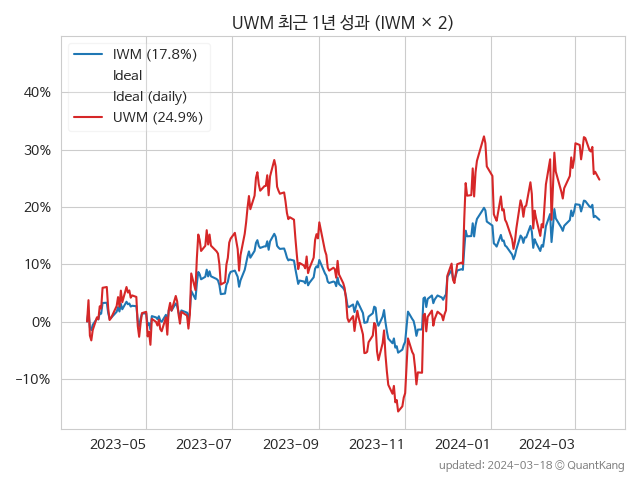 UWM 최근 1년 성과 (IWM × 2)
IWM (17.8%)
Ideal
Ideal (daily)
UWM (24.9%)
40%
30%
20%
10%
0%
−10%
2023-05 2023-07 2023-09 2023-11 2024-01 2024-03
updated: 2024-03-18 © QuantKang